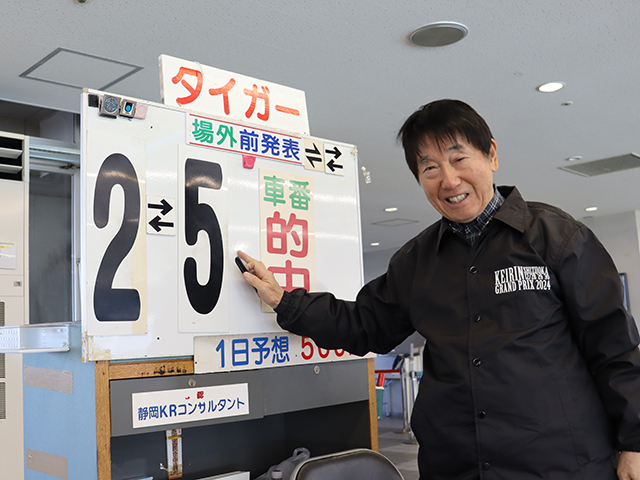 タイガー
場外前発表
2
5
車番
的中
1日予想 500
静岡KRコンサルタント
KEIRIN SHIZUOKA
GRAND PRIX 2024